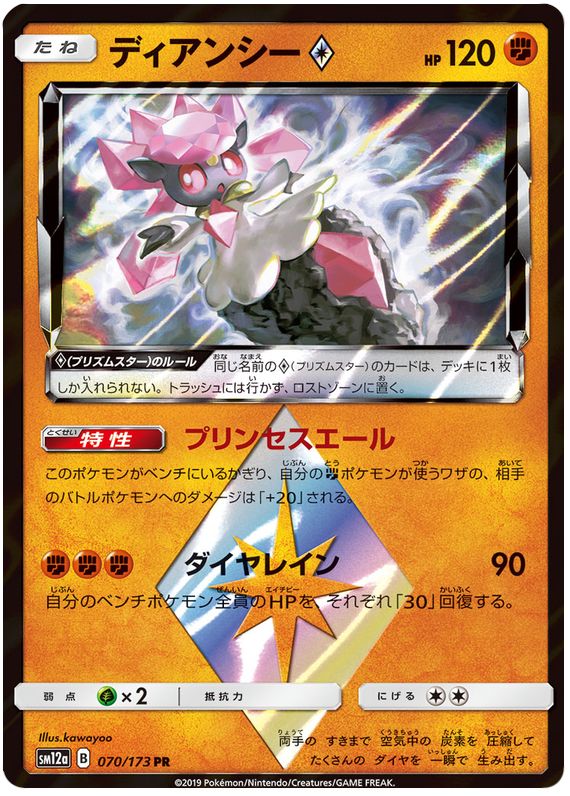 たね ディアンシー◇ HP 120
◇(プリズムスター)のルール 同じ名前の◇(プリズムスター)のカードは、デッキに1枚
しか入れられない。トラッシュには行かず、ロストゾーンに置く。
とくせい
特性 プリンセスエール
このポケモンがベンチにいるかぎり、自分の闘ポケモンが使うワザの、相手
のバトルポケモンへのダメージは「+20」される。
ダイヤレイン 90
自分のベンチポケモン全員のHPを、それぞれ「30」回復する。
弱点 ×2 抵抗力 にげる
Illus.kawayoo
sm12a B 070/173 PR
両手の すきまで 空気中の 炭素を 圧縮して
たくさんの ダイヤを 一瞬で 生み出す。
©2019 Pokémon/Nintendo/Creatures/GAME FREAK.